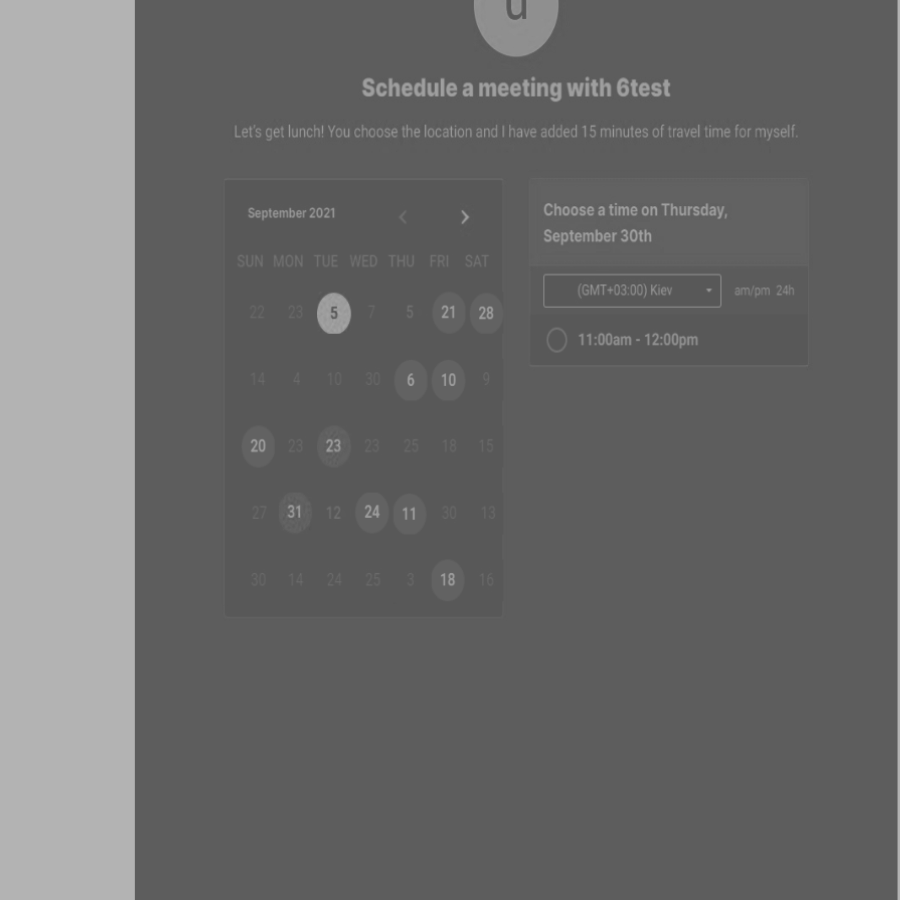 u
Schedule a meeting with 6test
Let's get lunch! You choose the location and I have added 15 minutes of travel time for myself.
September 2021
SUN MON TUE WED THU FRI SAT
22 23 5 7 5 21 28
14 4 10 30 6 10 9
20 23 23 23 25 18 15
27 31 12 24 11 30 13
30 14 24 25 3 18 16
Choose a time on Thursday,
September 30th
(GMT+03:00) Kiev am/pm 24h
11:00am - 12:00pm